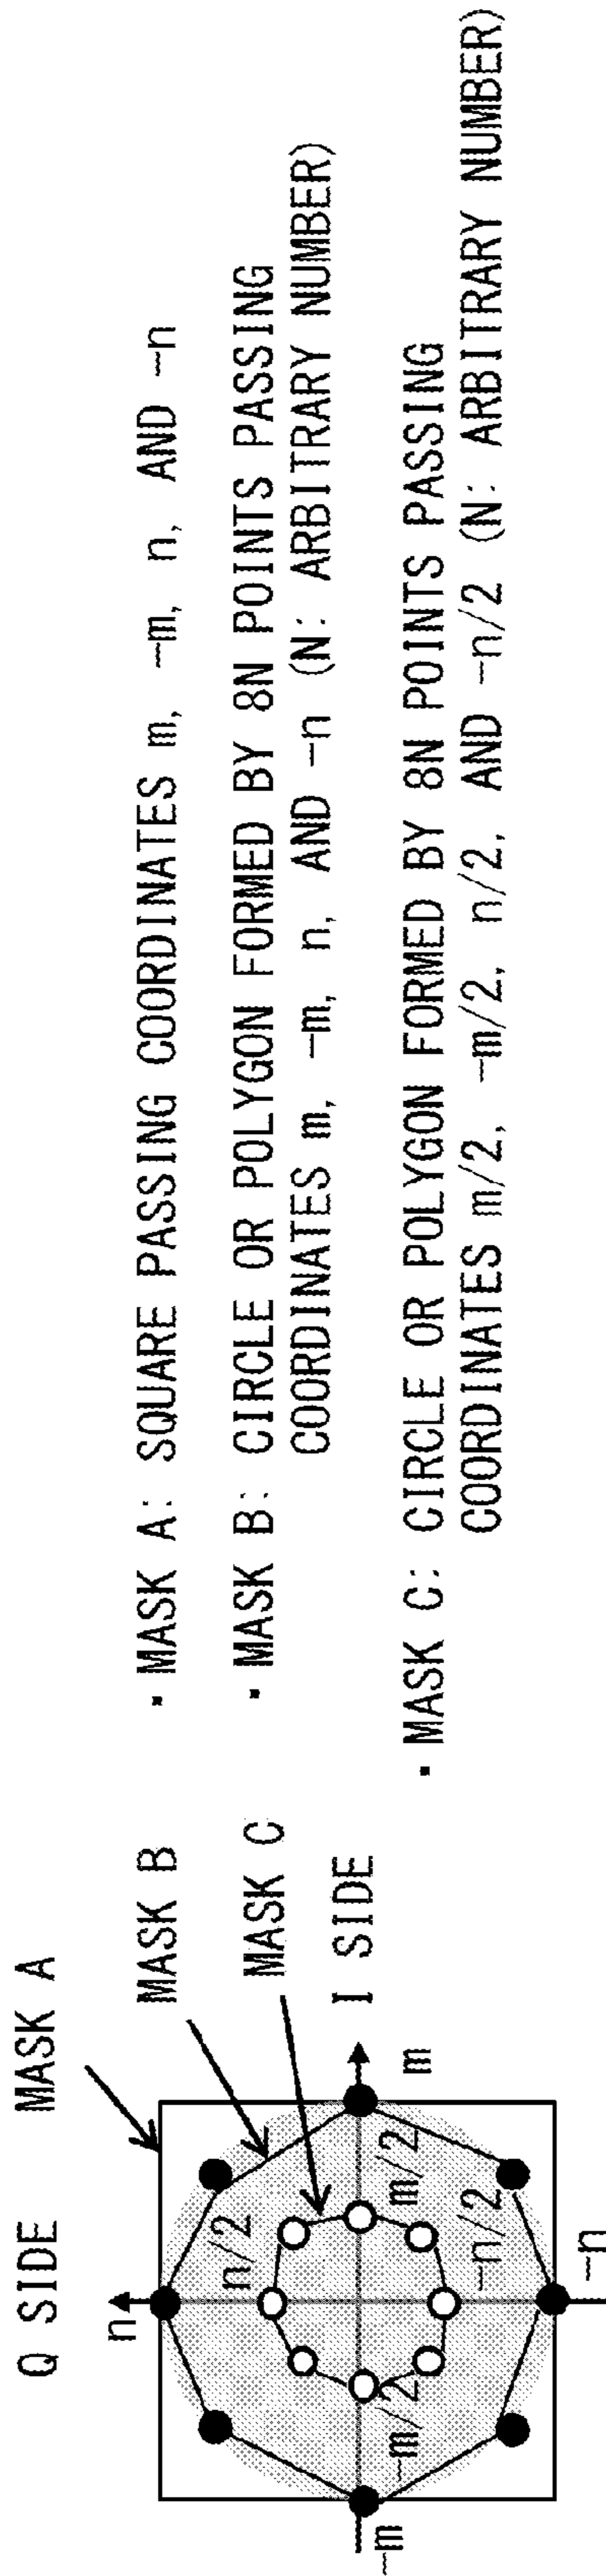 Q SIDE
MASK A
MASK B
MASK C
I SIDE
n
n/2
m
m/2
-m/2
-m
-n/2
-n
· MASK A: SQUARE PASSING COORDINATES m, -m, n, AND -n
· MASK B: CIRCLE OR POLYGON FORMED BY 8N POINTS PASSING
COORDINATES m, -m, n, AND -n (N: ARBITRARY NUMBER)
· MASK C: CIRCLE OR POLYGON FORMED BY 8N POINTS PASSING
COORDINATES m/2, -m/2, n/2, AND -n/2 (N: ARBITRARY NUMBER)